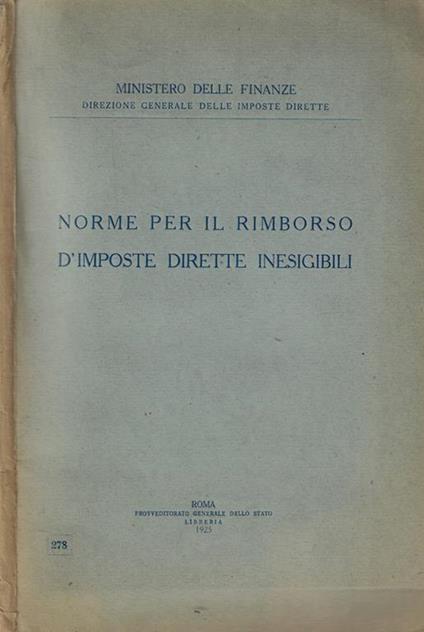 MINISTERO DELLE FINANZE
DIREZIONE GENERALE DELLE IMPOSTE DIRETTE
NORME PER IL RIMBORSO
D'IMPOSTE DIRETTE INESIGIBILI
ROMA
PROVVEDITORATO GENERALE DELLO STATO
LIBRERIA
1925
278